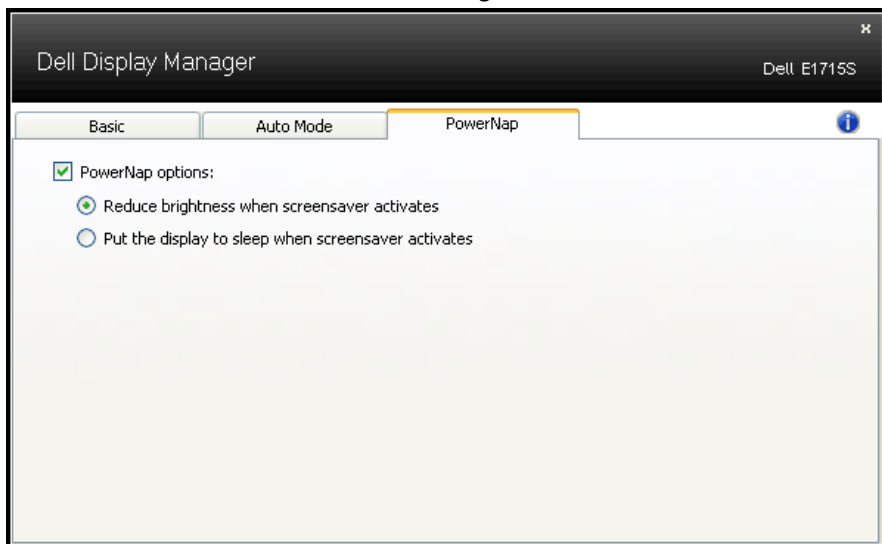 Dell Display Manager
Dell E1715S
Basic Auto Mode PowerNap
PowerNap options:
Reduce brightness when screensaver activates
Put the display to sleep when screensaver activates